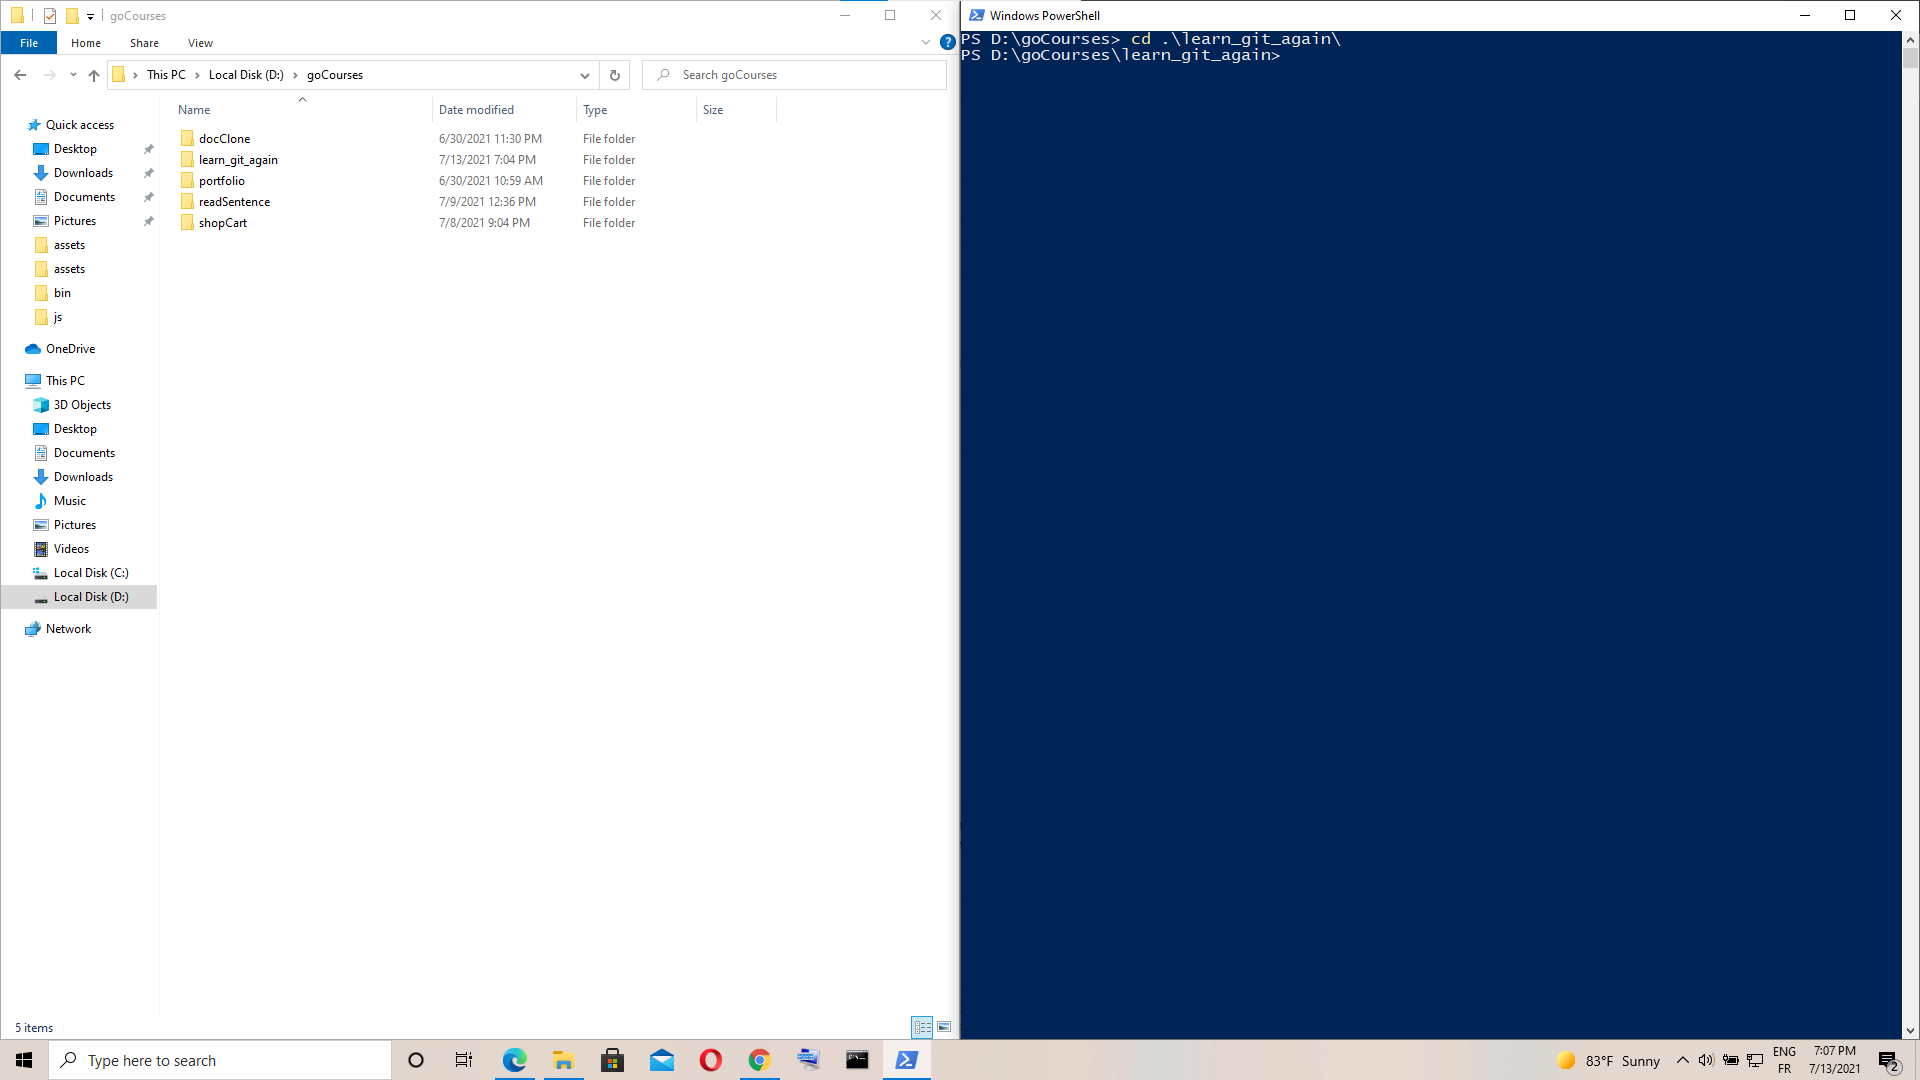 goCourses
File Home Share View
This PC > Local Disk (D:) > goCourses
Search goCourses
Name Date modified Type Size
docClone 6/30/2021 11:30 PM File folder
learn_git_again 7/13/2021 7:04 PM File folder
portfolio 6/30/2021 10:59 AM File folder
readSentence 7/9/2021 12:36 PM File folder
shopCart 7/8/2021 9:04 PM File folder
Quick access
Desktop
Downloads
Documents
Pictures
assets
assets
bin
js
OneDrive
This PC
3D Objects
Desktop
Documents
Downloads
Music
Pictures
Videos
Local Disk (C:)
Local Disk (D:)
Network
5 items
Windows PowerShell
PS D:\goCourses> cd .\learn_git_again\
PS D:\goCourses\learn_git_again>
Type here to search
83°F Sunny
ENG
FR
7:07 PM
7/13/2021
2